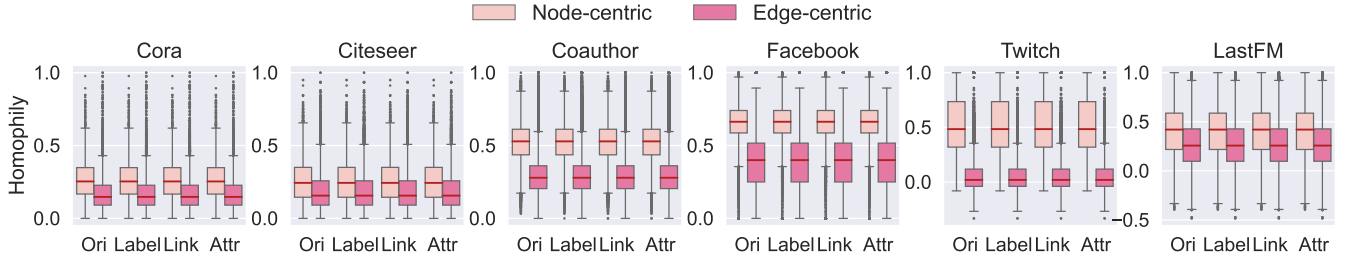 Node-centric Edge-centric
Cora Citeseer Coauthor Facebook Twitch LastFM
Homophily
1.0 0.5 0.0
1.0 0.5 0.0
1.0 0.5 0.0
1.0 0.5 0.0
1.0 0.5 0.0
1.0 0.5 0.0 −0.5
Ori Label Link Attr Ori Label Link Attr Ori Label Link Attr Ori Label Link Attr Ori Label Link Attr Ori Label Link Attr